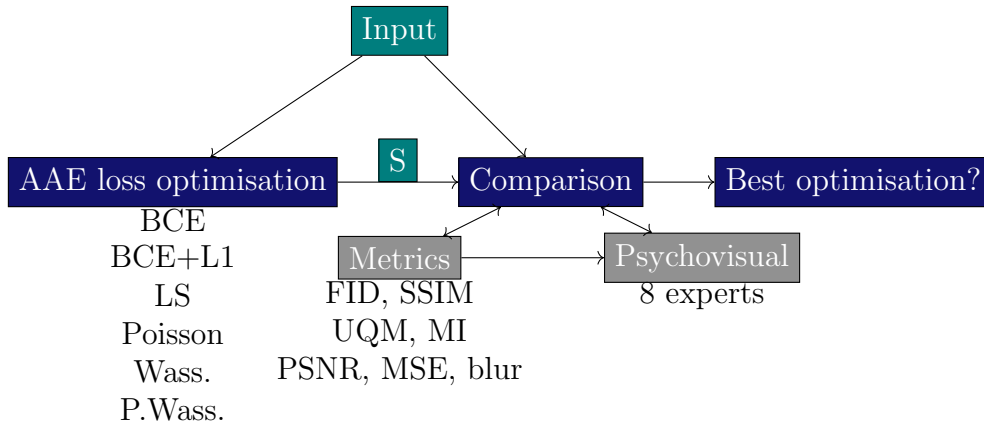 Input
S
AAE loss optimisation
Comparison
Best optimisation?
BCE
BCE+L1
LS
Poisson
Wass.
P.Wass.
Metrics
FID, SSIM
UQM, MI
PSNR, MSE, blur
Psychovisual
8 experts